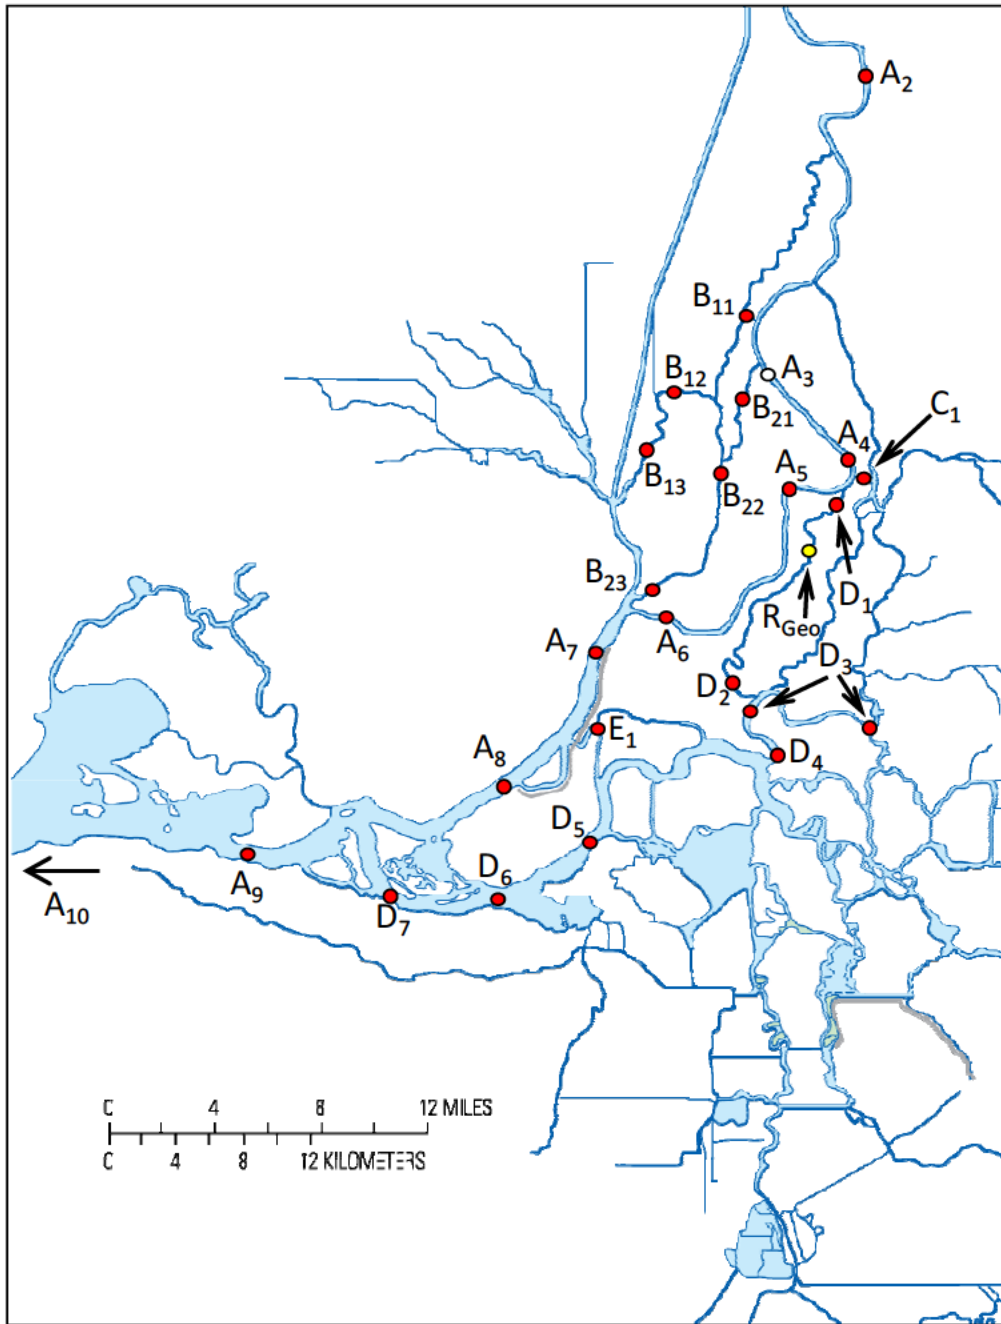 A₂
B₁₁
A₃
B₁₂
B₂₁
C₁
A₄
A₅
B₁₃
B₂₂
B₂₃
R_Geo
D₁
A₆
A₇
D₃
D₂
E₁
A₈
D₄
D₅
D₆
A₉
A₁₀
D₇
0 4 8 12 MILES
0 4 8 12 KILOMETERS